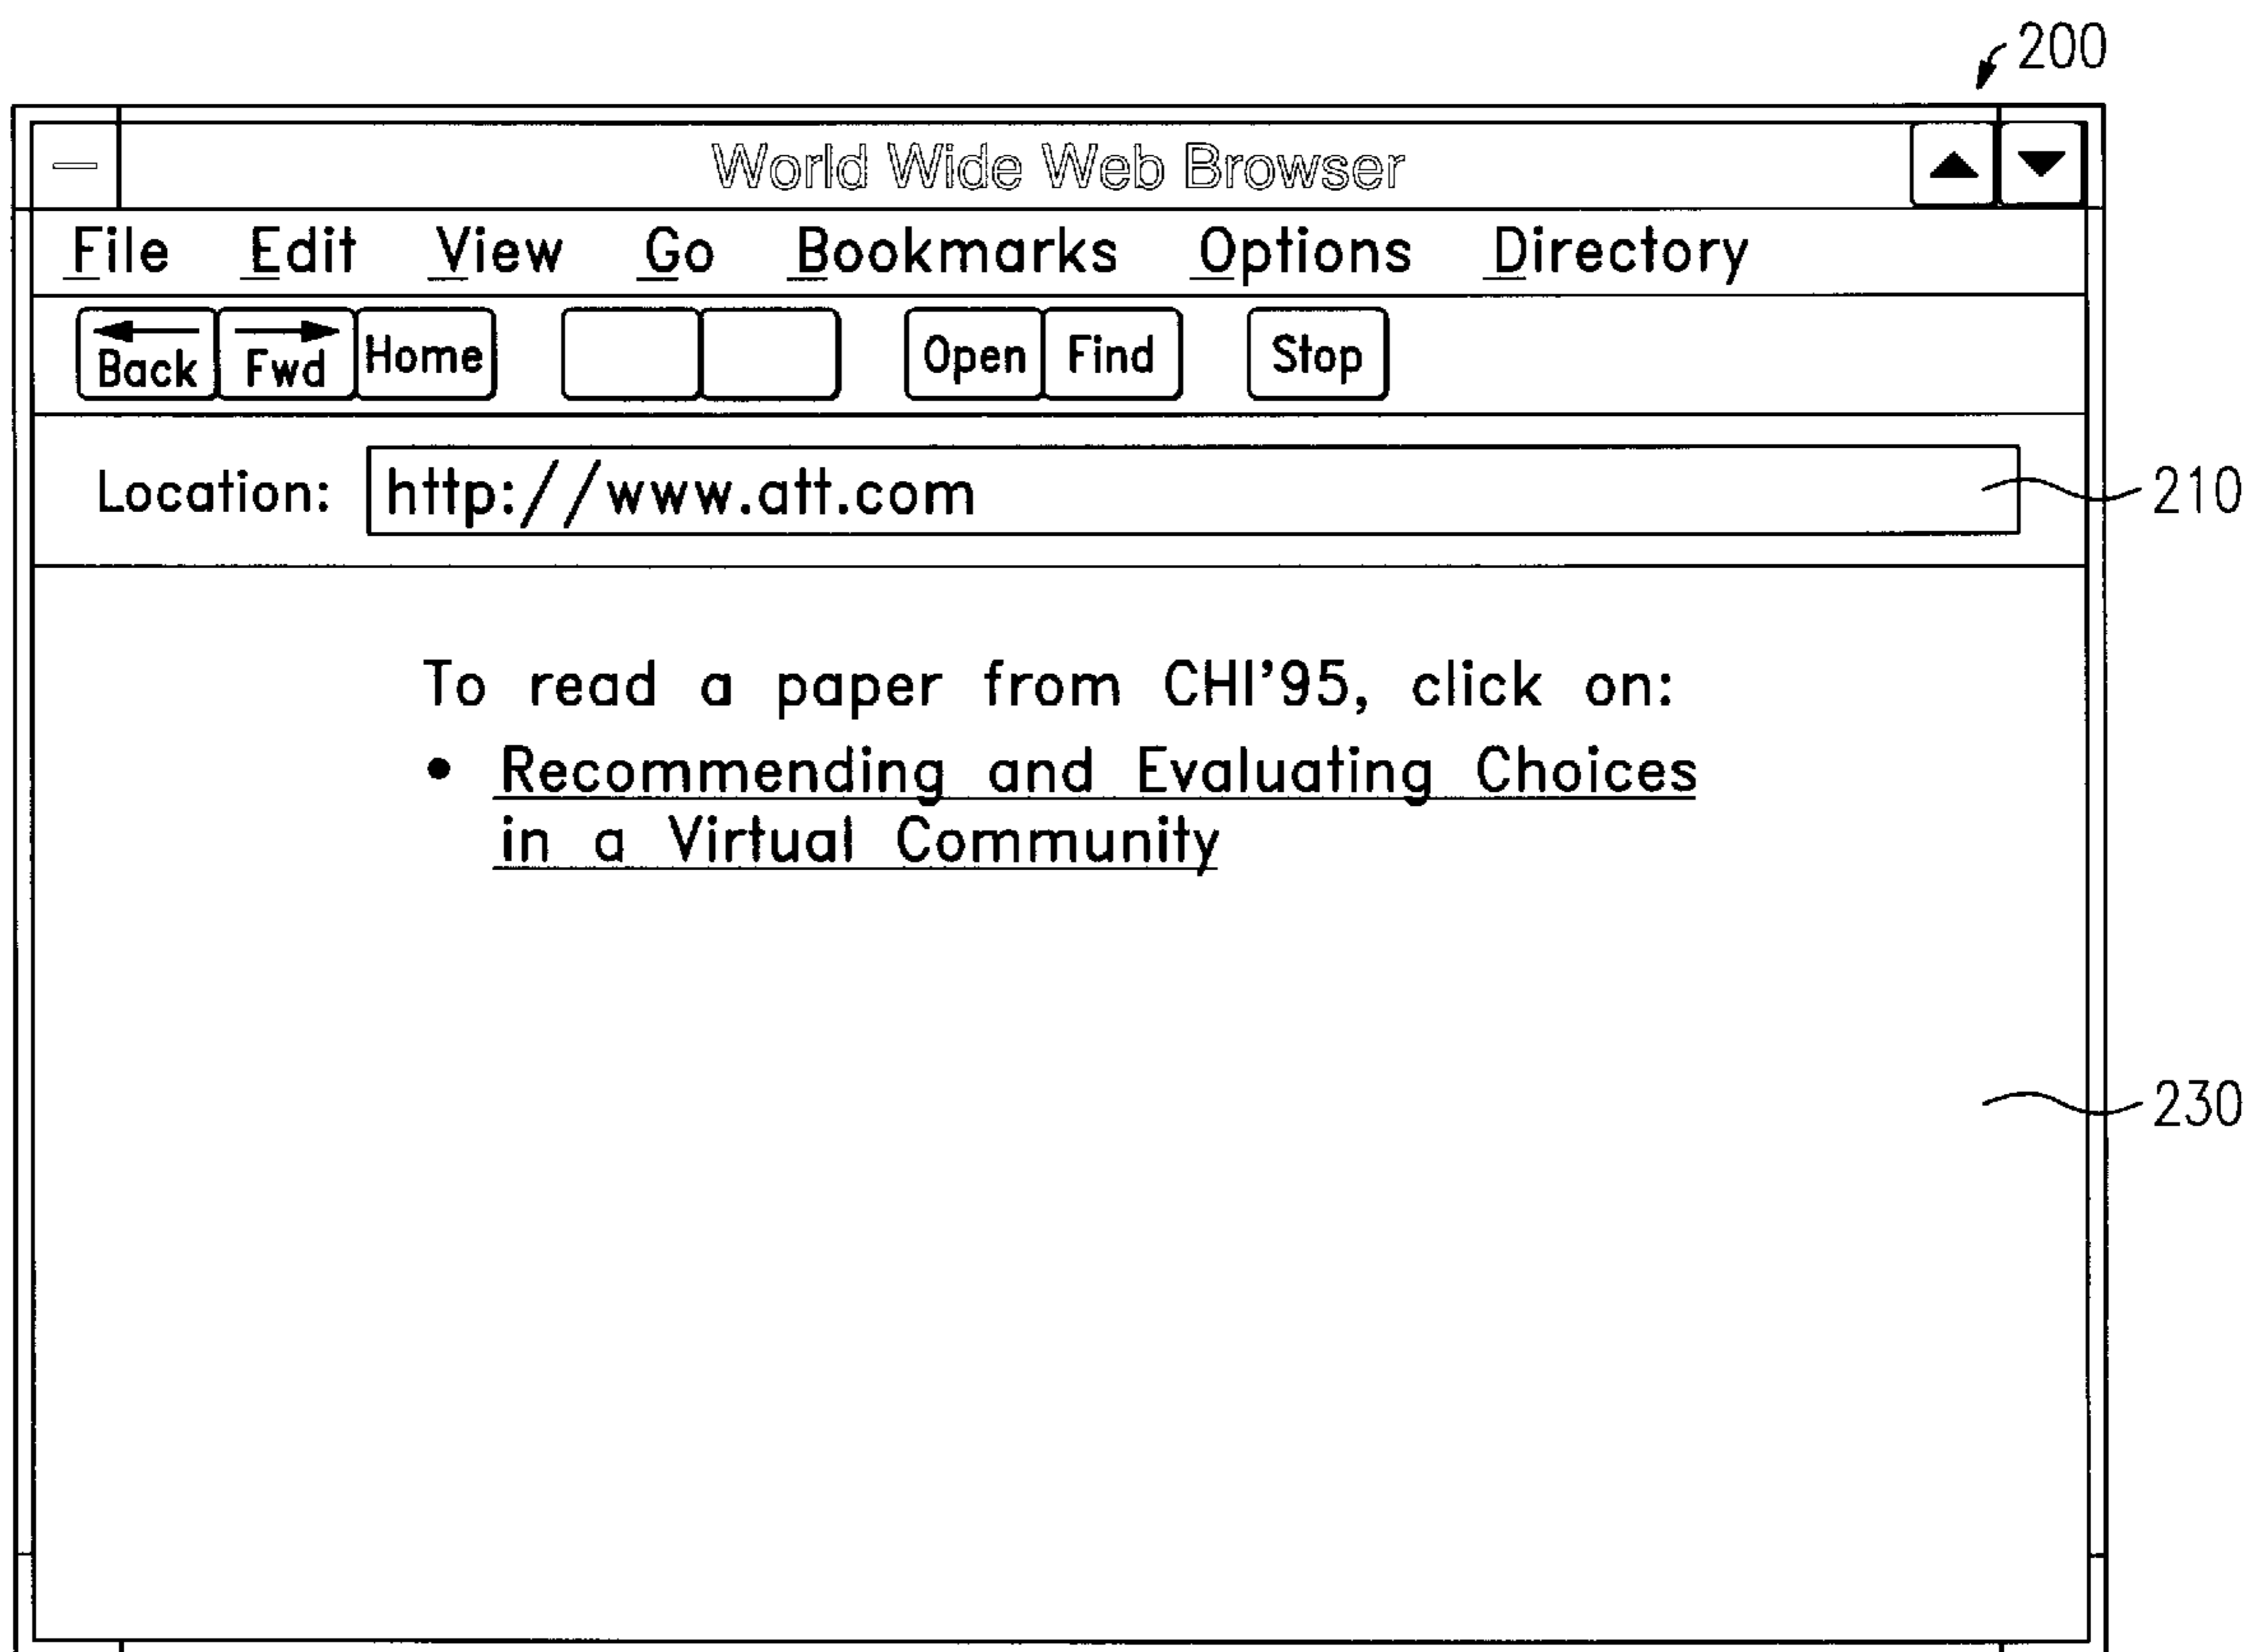 200
World Wide Web Browser
File Edit View Go Bookmarks Options Directory
Back Fwd Home Open Find Stop
Location: http://www.att.com 210
To read a paper from CHI'95, click on:
• Recommending and Evaluating Choices
in a Virtual Community
230